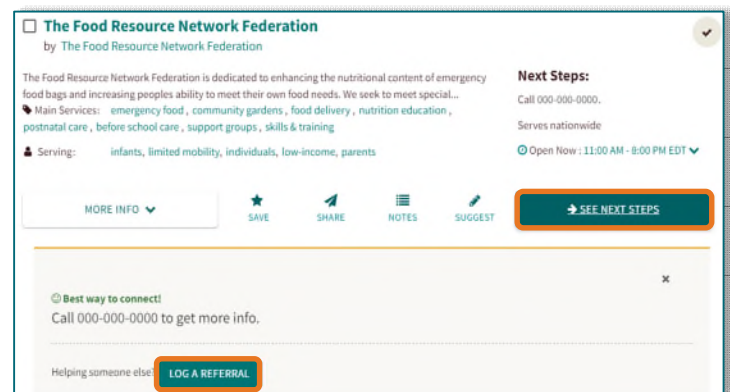 The Food Resource Network Federation
by The Food Resource Network Federation
The Food Resource Network Federation is dedicated to enhancing the nutritional content of emergency
food bags and increasing peoples ability to meet their own food needs. We seek to meet special...
Main Services: emergency food , community gardens , food delivery , nutrition education ,
postnatal care , before school care , support groups , skills & training
Serving: infants, limited mobility, individuals, low-income, parents
Next Steps:
Call 000-000-0000.
Serves nationwide
Open Now : 11:00 AM - 8:00 PM EDT
MORE INFO
SAVE
SHARE
NOTES
SUGGEST
SEE NEXT STEPS
Best way to connect!
Call 000-000-0000 to get more info.
Helping someone else?
LOG A REFERRAL